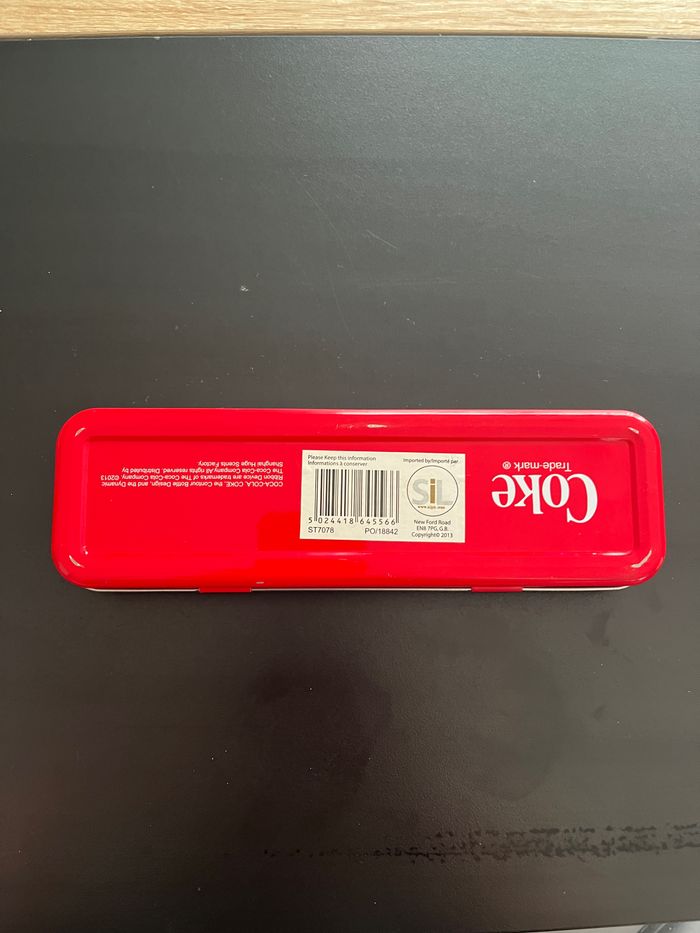 COCA-COLA, COKE, the Contour Bottle Design, and the Dynamic
Ribbon Device are trademarks of The Coca-Cola Company. ©2013
The Coca-Cola Company.All rights reserved. Distributed by
Shanghai Huge Scents Factory.
Please Keep this information
Informations à conserver
5 024418 645566
ST7078
PO/18842
Imported by/Importé par
SiL
New Ford Road
EN8 7PG, G.B.
Copyright© 2013
Coke
Trade-mark ®